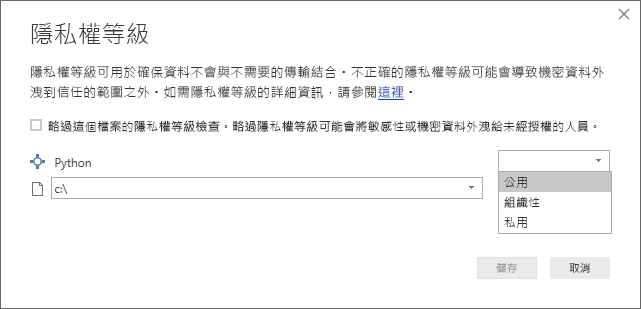 隱私權等級
隱私權等級可用於確保資料不會與不需要的傳輸結合。不正確的隱私權等級可能會導致機密資料外
洩到信任的範圍之外。如需隱私權等級的詳細資訊，請參閱這裡。
略過這個檔案的隱私權等級檢查。略過隱私權等級可能會將敏感性或機密資料外洩給未經授權的人員。
Python
c:\
公用
組織性
私用
儲存
取消